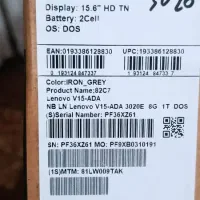 Display: 15.6" HD TN
Battery: 2Cell
OS: DOS
EAN:0193386128830 UPC:193386128830
Color=IRON_GREY
Product Name:82C7
Lenovo V15-ADA
NB LN Lenovo V15-ADA 3020E 8G 1T DOS
(S)Serial Namber: PF36XZ61
SN: PF36XZ61 MO: PF9XB0310191
(1S)MTM: 81LW009TAK